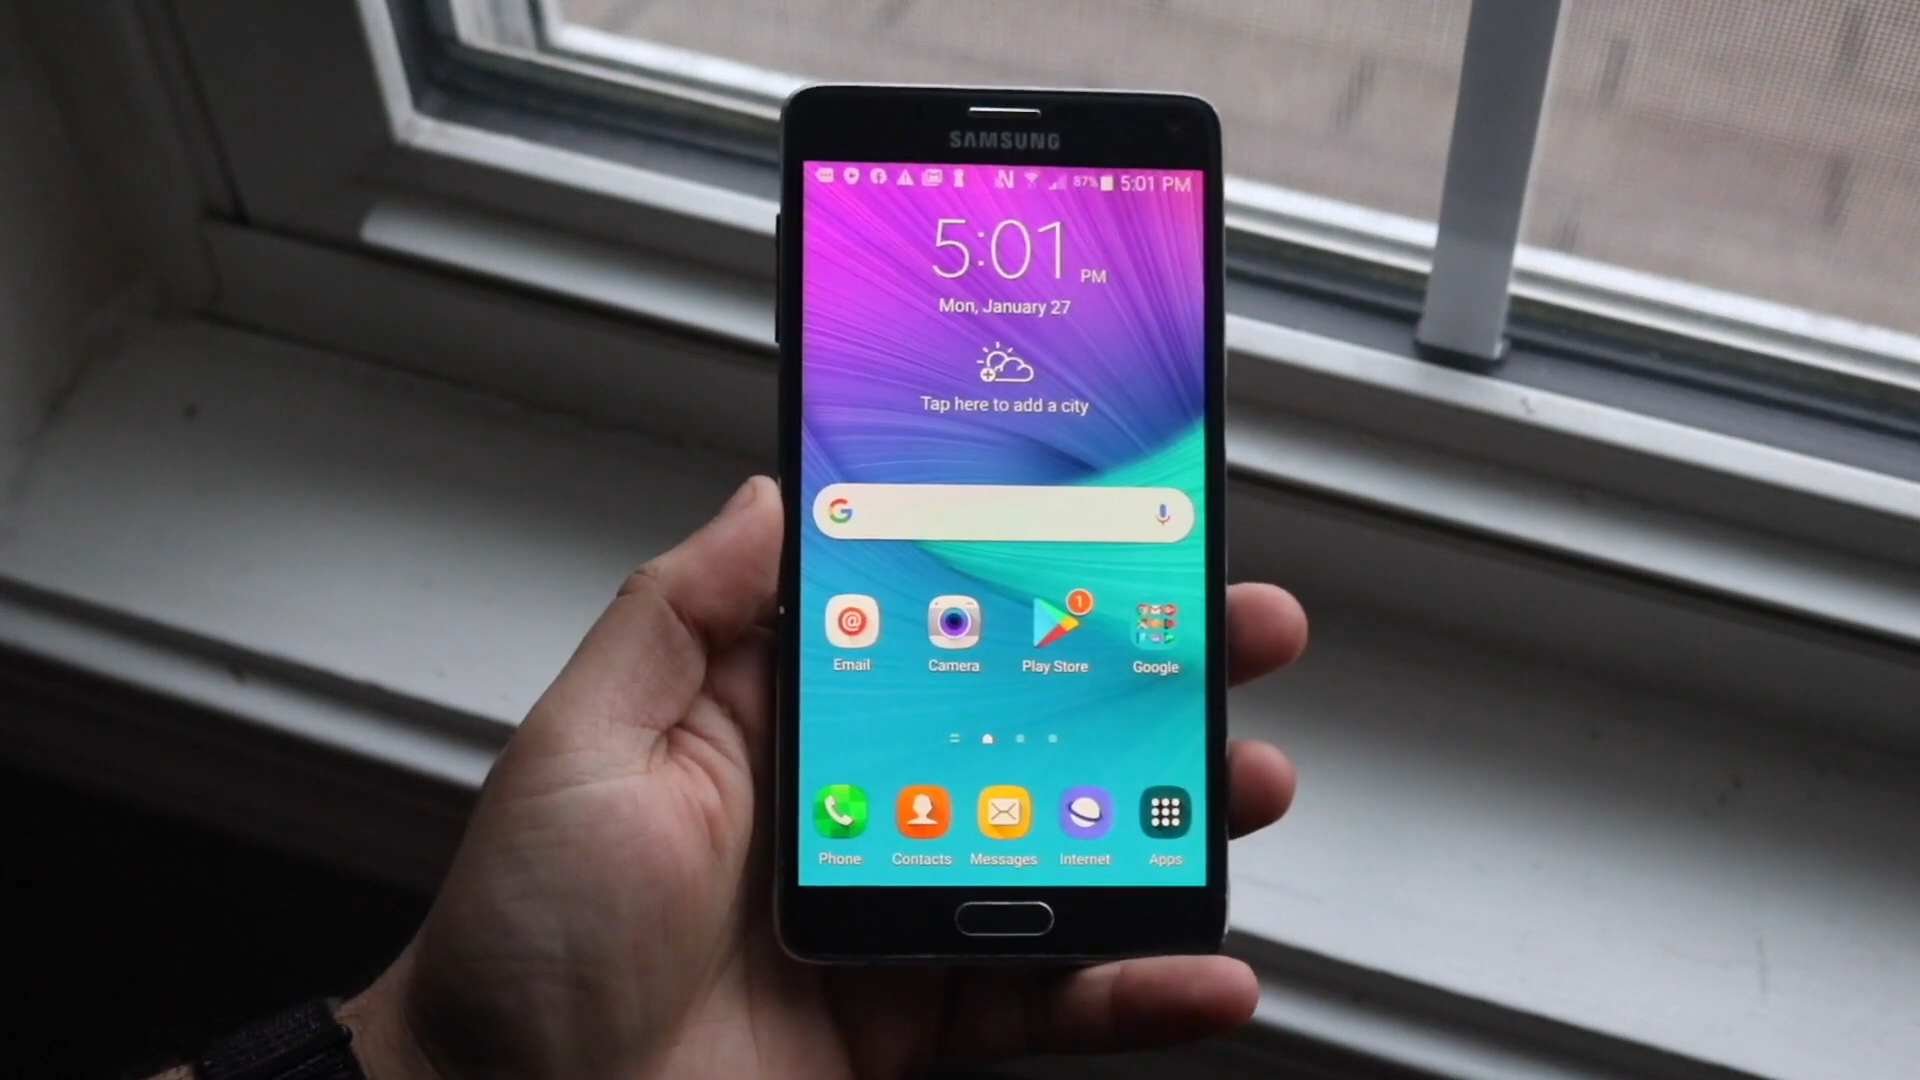 SAMSUNG
87% 5:01 PM
5:01 PM
Mon, January 27
Tap here to add a city
1
Email Camera Play Store Google
Phone Contacts Messages Internet Apps